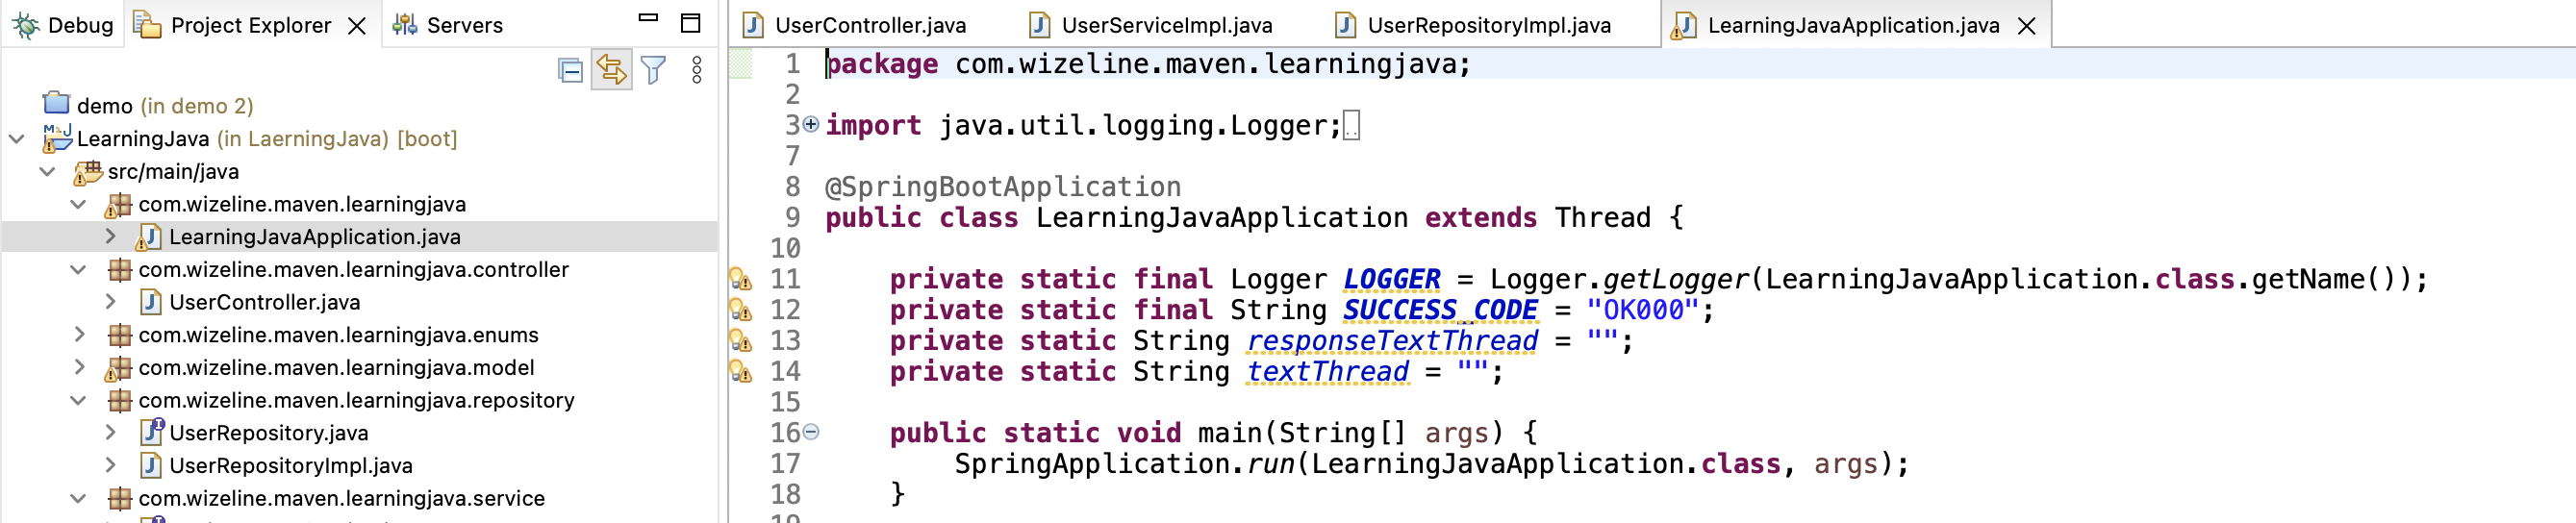 Debug Project Explorer Servers
demo (in demo 2)
LearningJava (in LaerningJava) [boot]
src/main/java
com.wizeline.maven.learningjava
LearningJavaApplication.java
com.wizeline.maven.learningjava.controller
UserController.java
com.wizeline.maven.learningjava.enums
com.wizeline.maven.learningjava.model
com.wizeline.maven.learningjava.repository
UserRepository.java
UserRepositoryImpl.java
com.wizeline.maven.learningjava.service
UserController.java UserServiceImpl.java UserRepositoryImpl.java LearningJavaApplication.java
1 package com.wizeline.maven.learningjava;
2
3 import java.util.logging.Logger;
7
8 @SpringBootApplication
9 public class LearningJavaApplication extends Thread {
10
11 private static final Logger LOGGER = Logger.getLogger(LearningJavaApplication.class.getName());
12 private static final String SUCCESS_CODE = "OK000";
13 private static String responseTextThread = "";
14 private static String textThread = "";
15
16 public static void main(String[] args) {
17 SpringApplication.run(LearningJavaApplication.class, args);
18 }